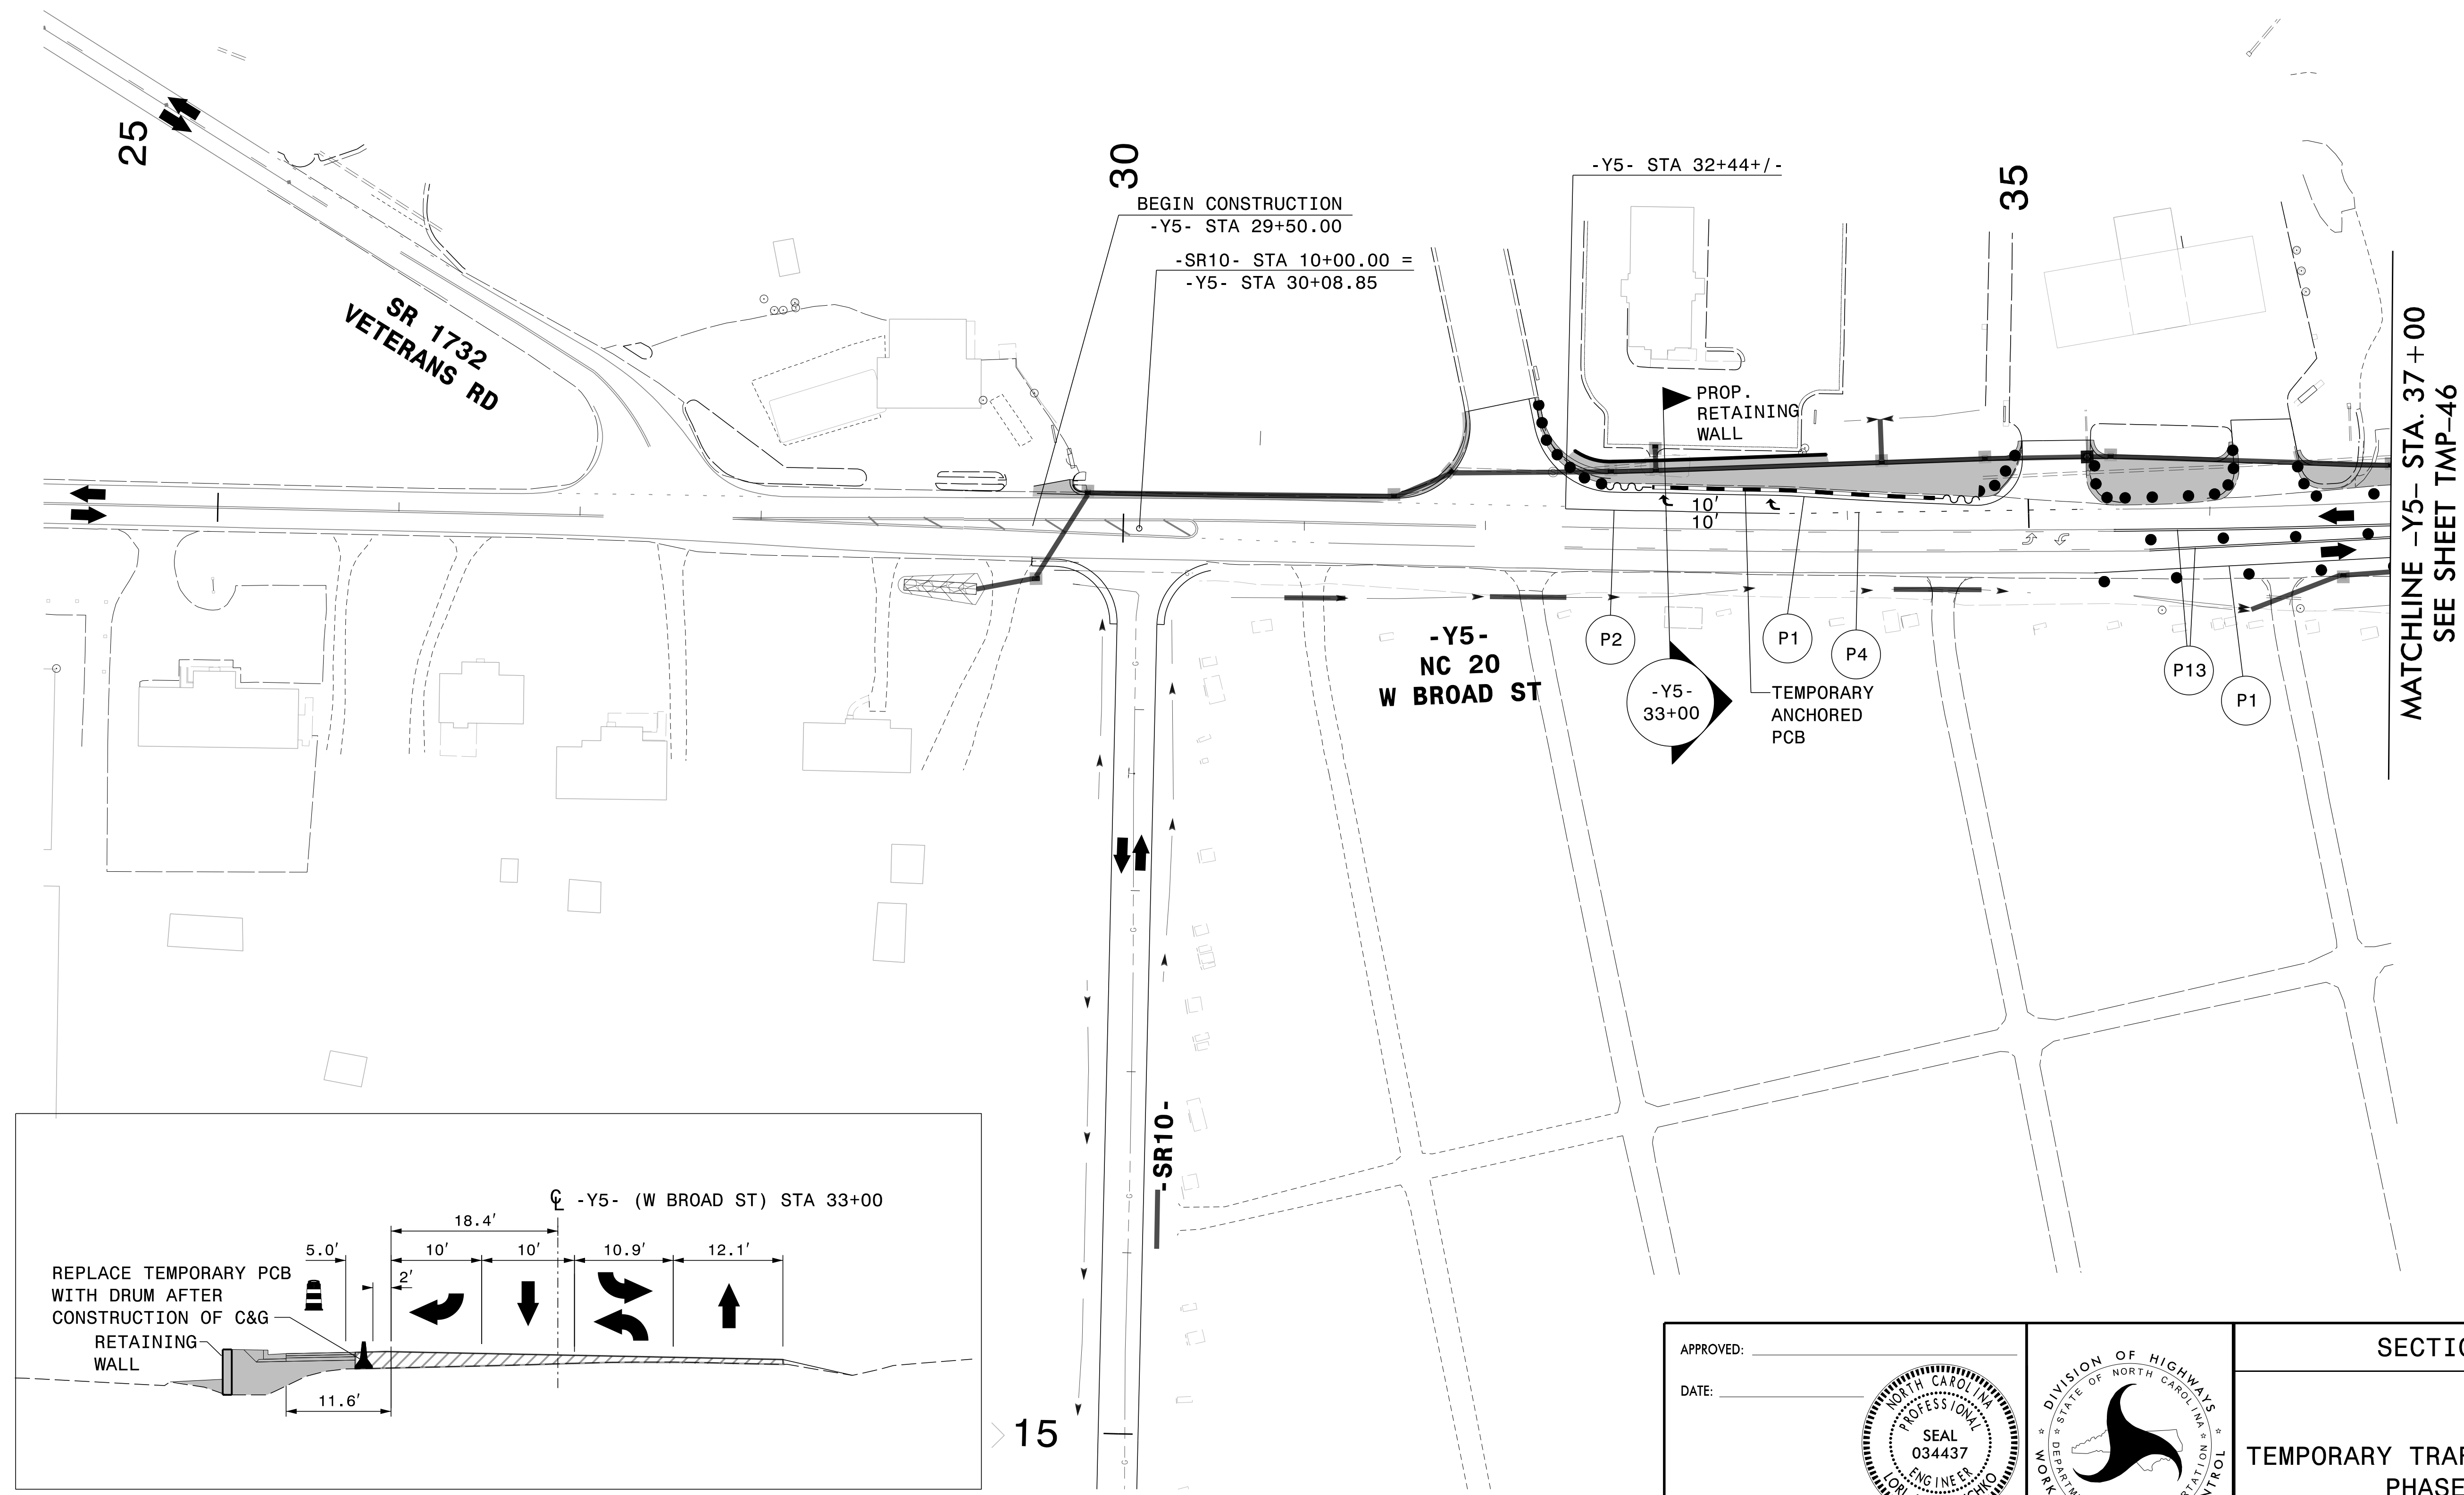 25
30
35
SR 1732
VETERANS RD
BEGIN CONSTRUCTION
-Y5- STA 29+50.00
-SR10- STA 10+00.00 =
-Y5- STA 30+08.85
-Y5- STA 32+44+/-
PROP.
RETAINING
WALL
10'
10'
MATCHLINE -Y5- STA. 37+00
SEE SHEET TMP-46
-Y5-
NC 20
W BROAD ST
P2
P1
P4
P13
P1
-Y5-
33+00
TEMPORARY
ANCHORED
PCB
-SR10-
15
℄ -Y5- (W BROAD ST) STA 33+00
18.4'
5.0'
10'
10'
10.9'
12.1'
2'
REPLACE TEMPORARY PCB
WITH DRUM AFTER
CONSTRUCTION OF C&G
RETAINING
WALL
11.6'
APPROVED:
DATE:
NORTH CAROLINA
PROFESSIONAL
SEAL
034437
ENGINEER
DIVISION OF HIGHWAYS
STATE OF NORTH CAROLINA